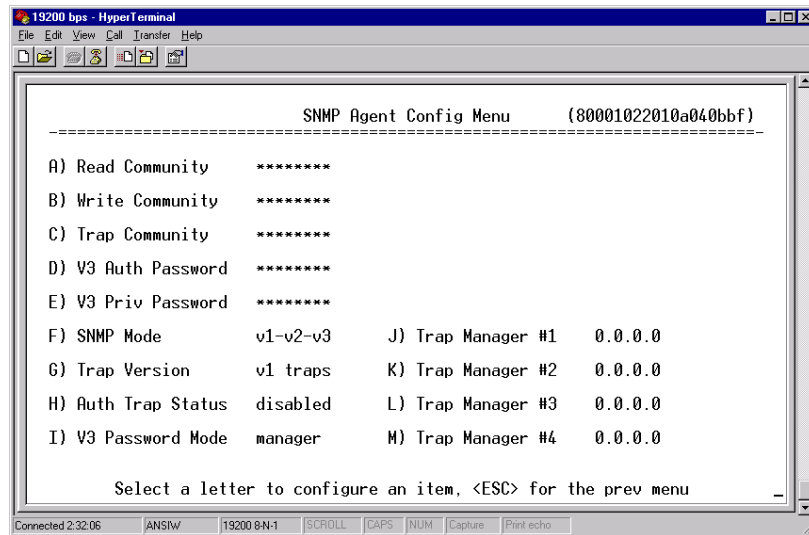 19200 bps - HyperTerminal
File Edit View Call Transfer Help
SNMP Agent Config Menu (80001022010a040bbf)
-===========================================================================-
A) Read Community ********
B) Write Community ********
C) Trap Community ********
D) V3 Auth Password ********
E) V3 Priv Password ********
F) SNMP Mode v1-v2-v3 J) Trap Manager #1 0.0.0.0
G) Trap Version v1 traps K) Trap Manager #2 0.0.0.0
H) Auth Trap Status disabled L) Trap Manager #3 0.0.0.0
I) V3 Password Mode manager M) Trap Manager #4 0.0.0.0
Select a letter to configure an item, <ESC> for the prev menu _
Connected 2:32:06 ANSIW 19200 8-N-1 SCROLL CAPS NUM Capture Print echo